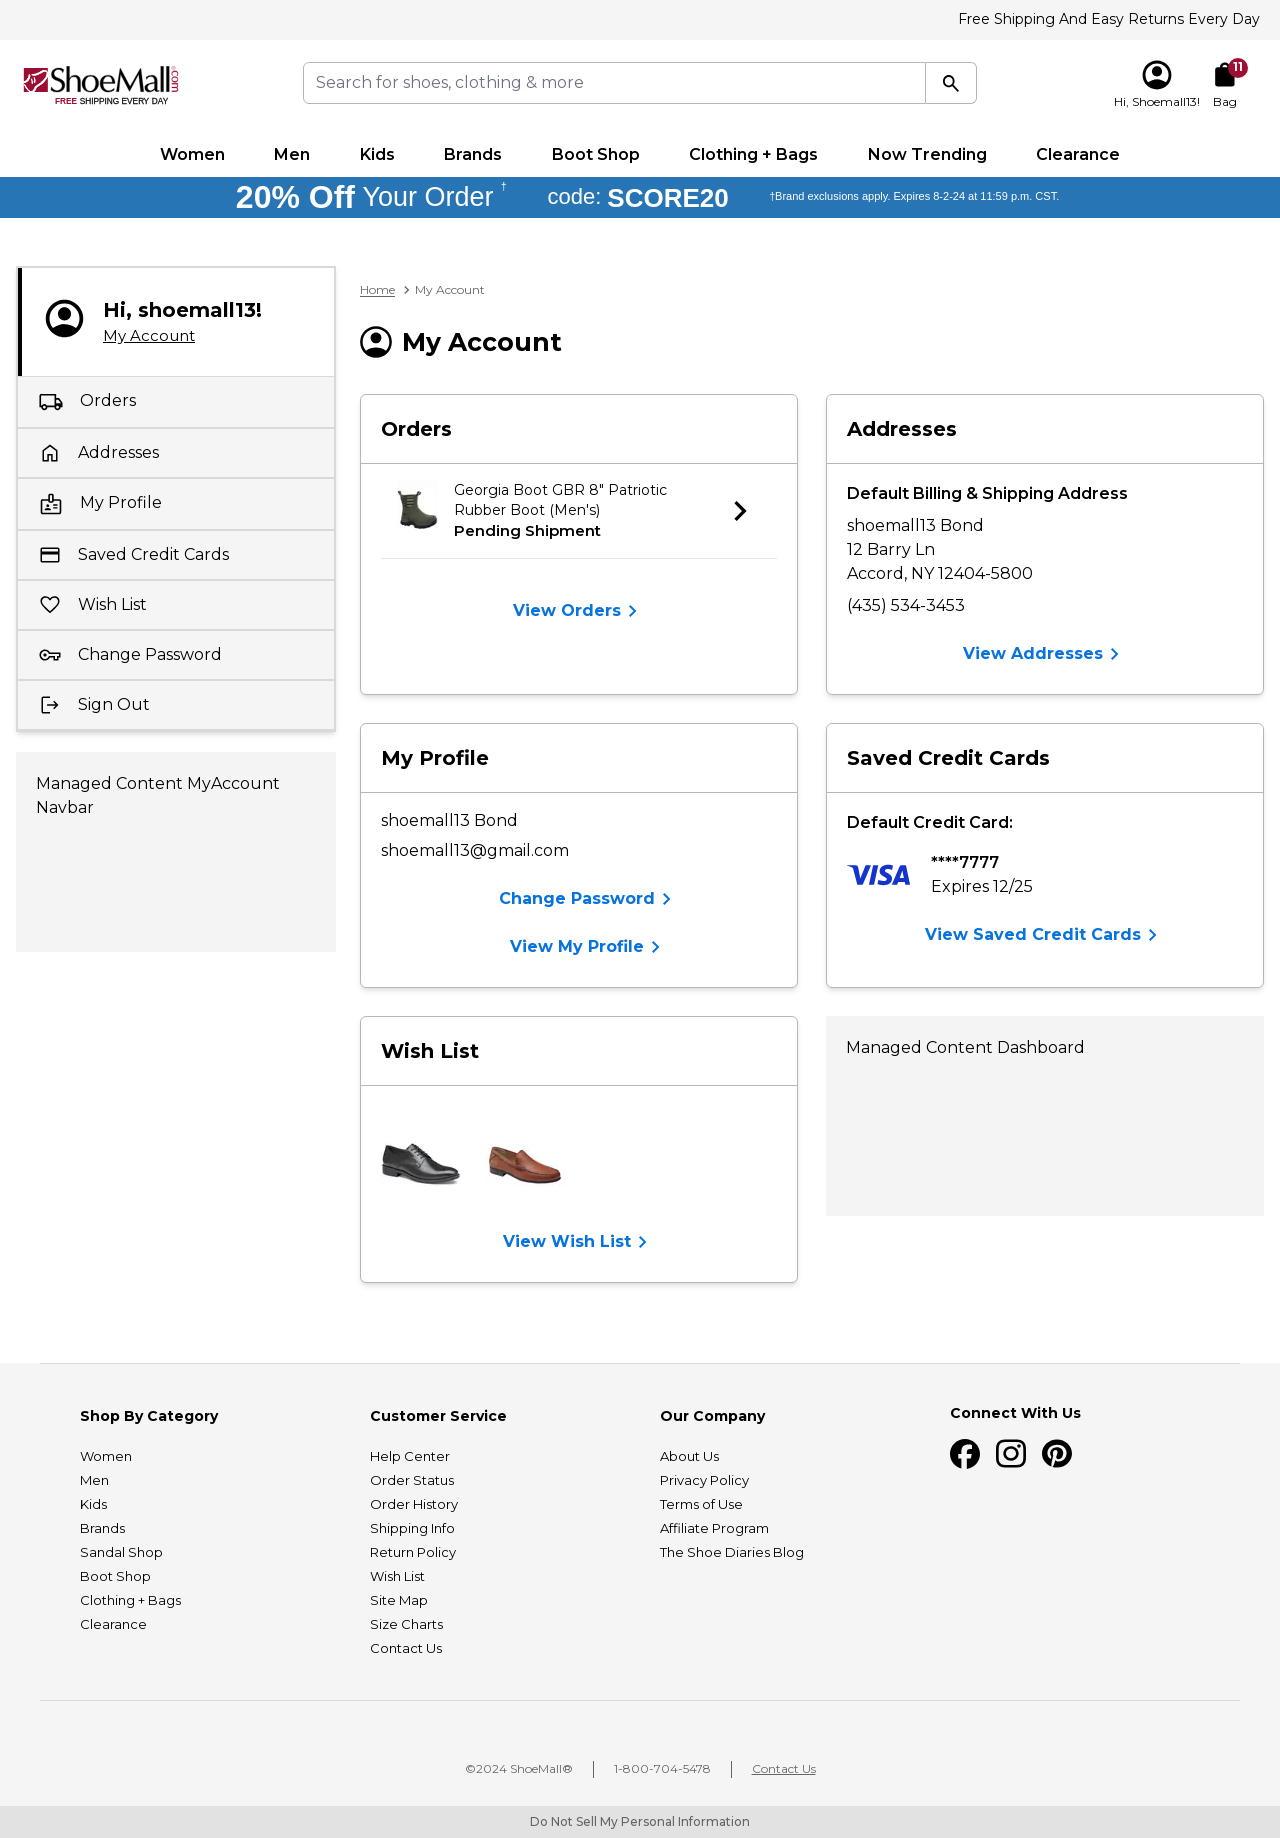 Free Shipping And Easy Returns Every Day
ShoeMall.com
FREE SHIPPING EVERY DAY
Search for shoes, clothing & more
Hi, Shoemall13!
11
Bag
Women Men Kids Brands Boot Shop Clothing + Bags Now Trending Clearance
20% Off Your Order † code: SCORE20 †Brand exclusions apply. Expires 8-2-24 at 11:59 p.m. CST.
Hi, shoemall13!
My Account
Orders
Addresses
My Profile
Saved Credit Cards
Wish List
Change Password
Sign Out
Managed Content MyAccount
Navbar
Home > My Account
My Account
Orders
Georgia Boot GBR 8" Patriotic
Rubber Boot (Men's)
Pending Shipment
View Orders
Addresses
Default Billing & Shipping Address
shoemall13 Bond
12 Barry Ln
Accord, NY 12404-5800
(435) 534-3453
View Addresses
My Profile
shoemall13 Bond
shoemall13@gmail.com
Change Password
View My Profile
Saved Credit Cards
Default Credit Card:
VISA
****7777
Expires 12/25
View Saved Credit Cards
Wish List
View Wish List
Managed Content Dashboard
Shop By Category
Women
Men
Kids
Brands
Sandal Shop
Boot Shop
Clothing + Bags
Clearance
Customer Service
Help Center
Order Status
Order History
Shipping Info
Return Policy
Wish List
Site Map
Size Charts
Contact Us
Our Company
About Us
Privacy Policy
Terms of Use
Affiliate Program
The Shoe Diaries Blog
Connect With Us
©2024 ShoeMall® | 1-800-704-5478 | Contact Us
Do Not Sell My Personal Information